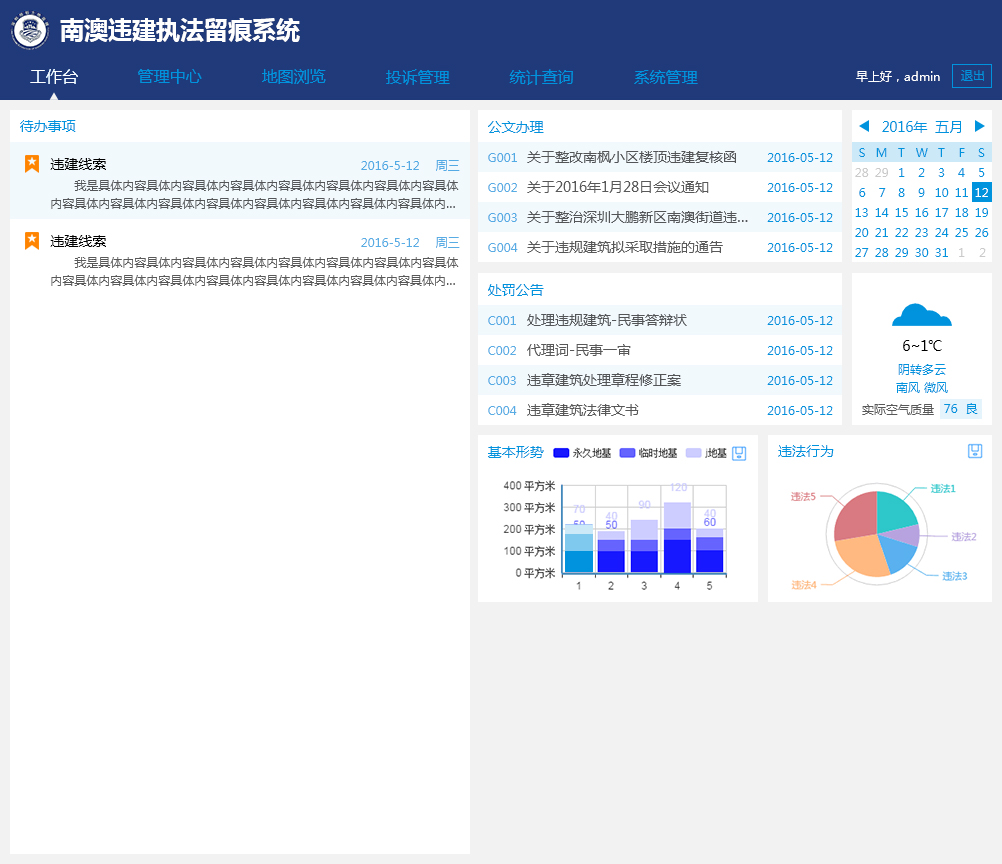 南澳违建执法留痕系统
工作台 管理中心 地图浏览 投诉管理 统计查询 系统管理 早上好，admin 退出
待办事项
违建线索 2016-5-12 周三
我是具体内容具体内容具体内容具体内容具体内容具体内容具体内容具体
内容具体内容具体内容具体内容具体内容具体内容具体内容具体内容具体内...
违建线索 2016-5-12 周三
我是具体内容具体内容具体内容具体内容具体内容具体内容具体内容具体
内容具体内容具体内容具体内容具体内容具体内容具体内容具体内容具体内...
公文办理
G001 关于整改南枫小区楼顶违建复核函 2016-05-12
G002 关于2016年1月28日会议通知 2016-05-12
G003 关于整治深圳大鹏新区南澳街道违... 2016-05-12
G004 关于违规建筑拟采取措施的通告 2016-05-12
处罚公告
C001 处理违规建筑-民事答辩状 2016-05-12
C002 代理词-民事一审 2016-05-12
C003 违章建筑处理章程修正案 2016-05-12
C004 违章建筑法律文书 2016-05-12
2016年 五月
S M T W T F S
28 29 1 2 3 4 5
6 7 8 9 10 11 12
13 14 15 16 17 18 19
20 21 22 23 24 25 26
27 28 29 30 31 1 2
6~1℃
阴转多云
南风 微风
实际空气质量 76 良
基本形势 永久地基 临时地基 地基
400 平方米
300 平方米
200 平方米
100 平方米
0 平方米
70 40 90 120 40
50 50 60
1 2 3 4 5
违法行为
违法5 违法1
违法2
违法4 违法3